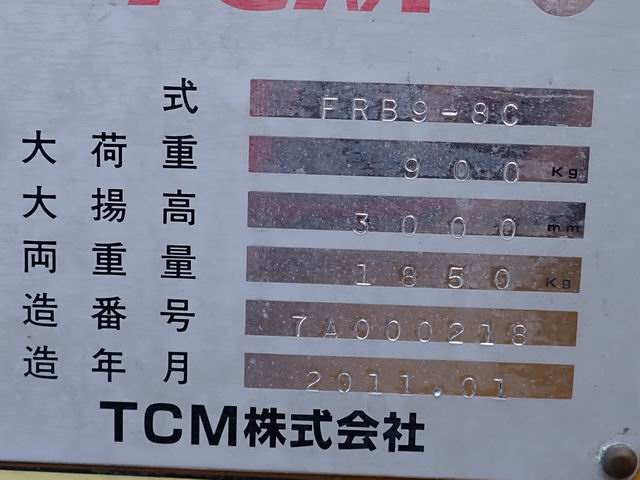 TCM
式 FRB9-8C
大 荷 重 900 Kg
大 揚 高 3000 mm
両 重 量 1850 Kg
造 番 号 7A000218
造 年 月 2011.01
TCM株式会社